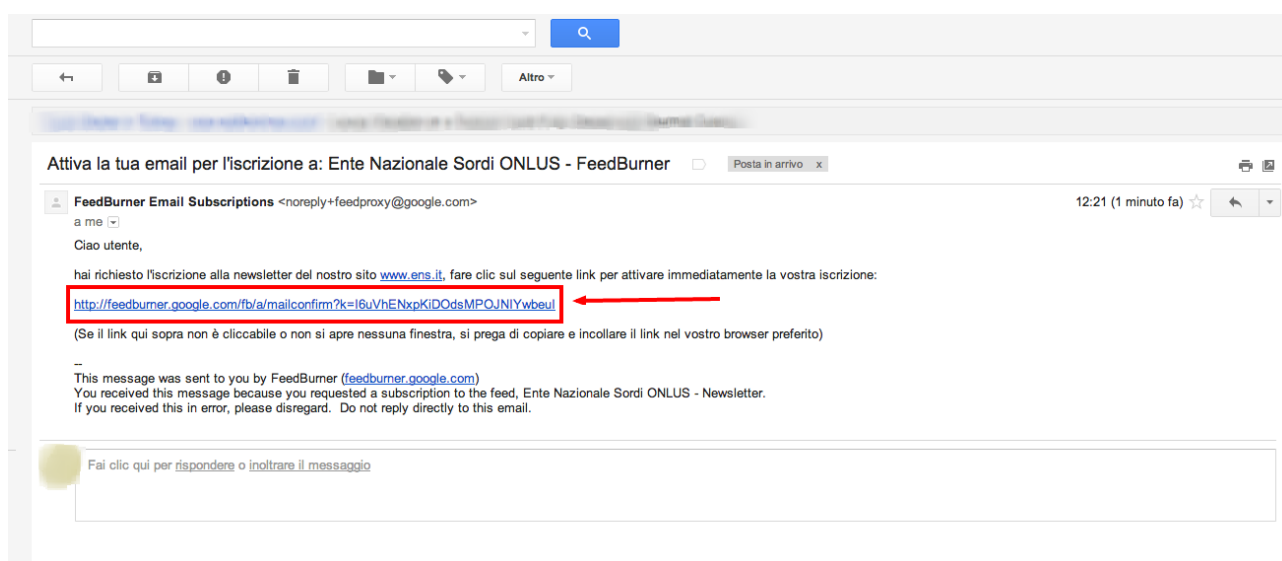 Altro
Attiva la tua email per l'iscrizione a: Ente Nazionale Sordi ONLUS - FeedBurner
Posta in arrivo x
FeedBurner Email Subscriptions <noreply+feedproxy@google.com>
12:21 (1 minuto fa)
a me
Ciao utente,
hai richiesto l'iscrizione alla newsletter del nostro sito www.ens.it, fare clic sul seguente link per attivare immediatamente la vostra iscrizione:
http://feedburner.google.com/fb/a/mailconfirm?k=I6uVhENxpKiDOdsMPOJNIYwbeuI
(Se il link qui sopra non è cliccabile o non si apre nessuna finestra, si prega di copiare e incollare il link nel vostro browser preferito)
--
This message was sent to you by FeedBurner (feedburner.google.com)
You received this message because you requested a subscription to the feed, Ente Nazionale Sordi ONLUS - Newsletter.
If you received this in error, please disregard.  Do not reply directly to this email.
Fai clic qui per rispondere o inoltrare il messaggio